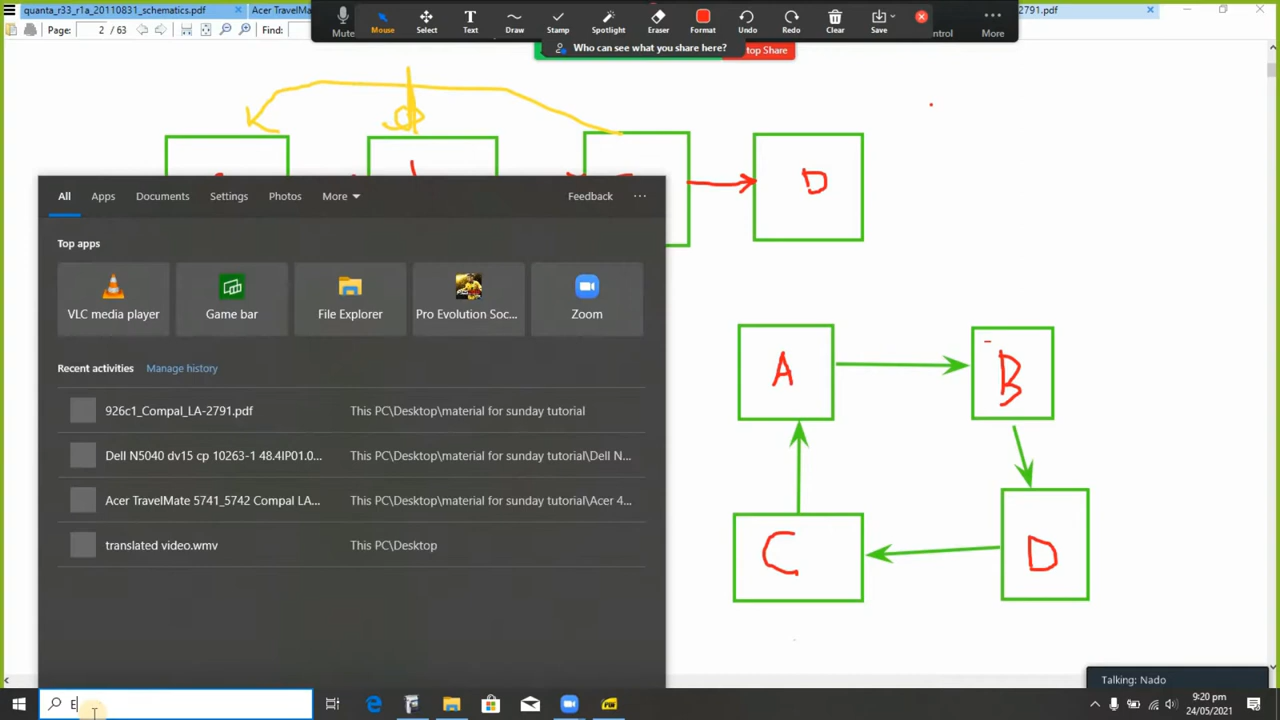 quanta_r33_r1a_20110831_schematics.pdf
Acer TravelMa
791.pdf
Page: 2 / 63 Find:
Mute Mouse Select Text Draw Stamp Spotlight Eraser Format Undo Redo Clear Save More
Who can see what you share here?
top Share
D
All Apps Documents Settings Photos More Feedback
Top apps
VLC media player Game bar File Explorer Pro Evolution Soc... Zoom
Recent activities Manage history
926c1_Compal_LA-2791.pdf This PC\Desktop\material for sunday tutorial
Dell N5040 dv15 cp 10263-1 48.4IP01.0... This PC\Desktop\material for sunday tutorial\Dell N...
Acer TravelMate 5741_5742 Compal LA... This PC\Desktop\material for sunday tutorial\Acer 4...
translated video.wmv This PC\Desktop
A B
C D
Talking: Nado
E
9:20 pm
24/05/2021